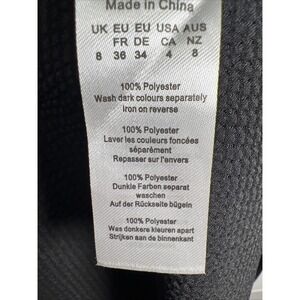 Made in China
UK EU EU USA AUS
FR DE CA NZ
8 36 34 4 8
100% Polyester
Wash dark colours separately
iron on reverse
100% Polyester
Laver les couleurs foncées
séparément
Repasser sur l'envers
100% Polyester
Dunkle Farben separat
waschen
Auf der Rückseite bügeln
100% Polyester
Was donkere kleuren apart
Strijken aan de binnenkant